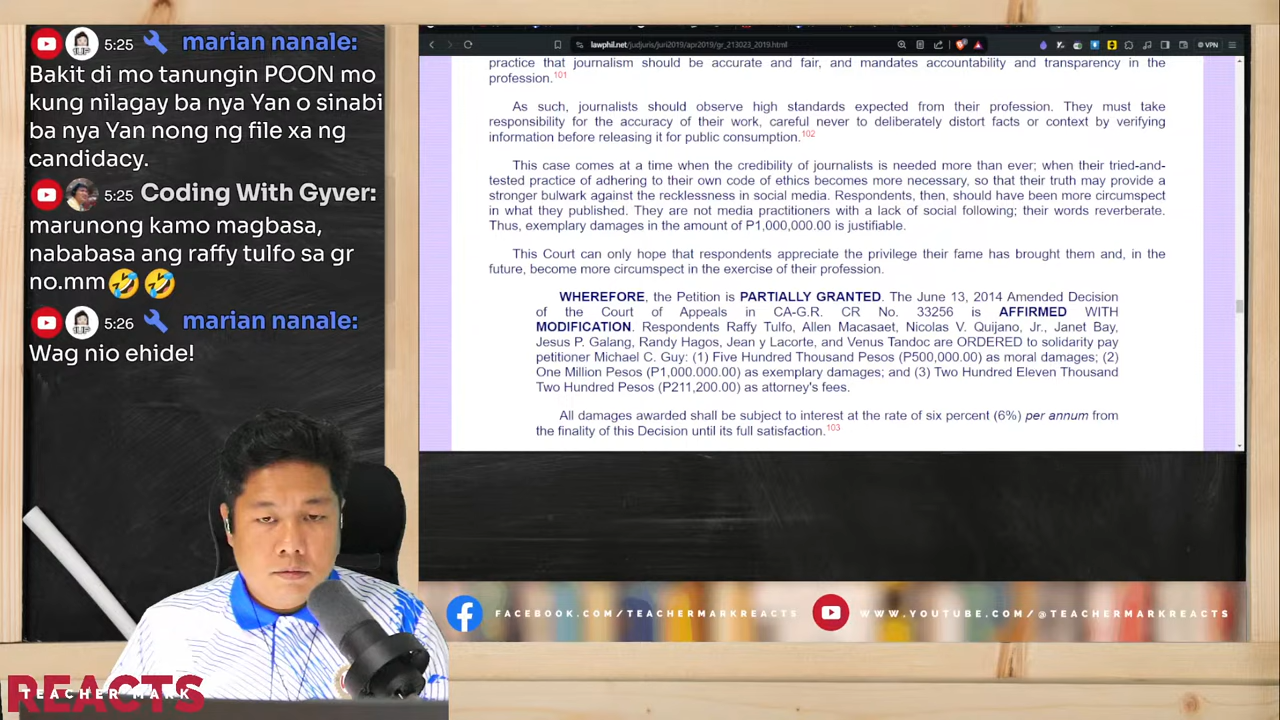 marian nanale:
5:25
Bakit di mo tanungin POON mo
kung nilagay ba nya Yan o sinabi
ba nya Yan nong ng file xa ng
candidacy.
5:25 Coding With Gyver:
marunong kamo magbasa,
nababasa ang raffy tulfo sa gr
no.mm🤣🤣
5:26 marian nanale:
Wag nio ehide!
TEACHER MARK
REACTS
lawphil.net/judjuris/juri2019/apr2019/gr_213023_2019.html
VPN
practice that journalism should be accurate and fair, and mandates accountability and transparency in the
profession.101
As such, journalists should observe high standards expected from their profession. They must take
responsibility for the accuracy of their work, careful never to deliberately distort facts or context by verifying
information before releasing it for public consumption.102
This case comes at a time when the credibility of journalists is needed more than ever; when their tried-and-
tested practice of adhering to their own code of ethics becomes more necessary, so that their truth may provide a
stronger bulwark against the recklessness in social media. Respondents, then, should have been more circumspect
in what they published. They are not media practitioners with a lack of social following; their words reverberate.
Thus, exemplary damages in the amount of P1,000,000.00 is justifiable.
This Court can only hope that respondents appreciate the privilege their fame has brought them and, in the
future, become more circumspect in the exercise of their profession.
WHEREFORE, the Petition is PARTIALLY GRANTED. The June 13, 2014 Amended Decision
of the Court of Appeals in CA-G.R. CR No. 33256 is AFFIRMED WITH
MODIFICATION. Respondents Raffy Tulfo, Allen Macasaet, Nicolas V. Quijano, Jr., Janet Bay,
Jesus P. Galang, Randy Hagos, Jean y Lacorte, and Venus Tandoc are ORDERED to solidarity pay
petitioner Michael C. Guy: (1) Five Hundred Thousand Pesos (P500,000.00) as moral damages; (2)
One Million Pesos (P1,000.000.00) as exemplary damages; and (3) Two Hundred Eleven Thousand
Two Hundred Pesos (P211,200.00) as attorney's fees.
All damages awarded shall be subject to interest at the rate of six percent (6%) per annum from
the finality of this Decision until its full satisfaction.103
FACEBOOK.COM/TEACHERMARKREACTS
WWW.YOUTUBE.COM/@TEACHERMARKREACTS